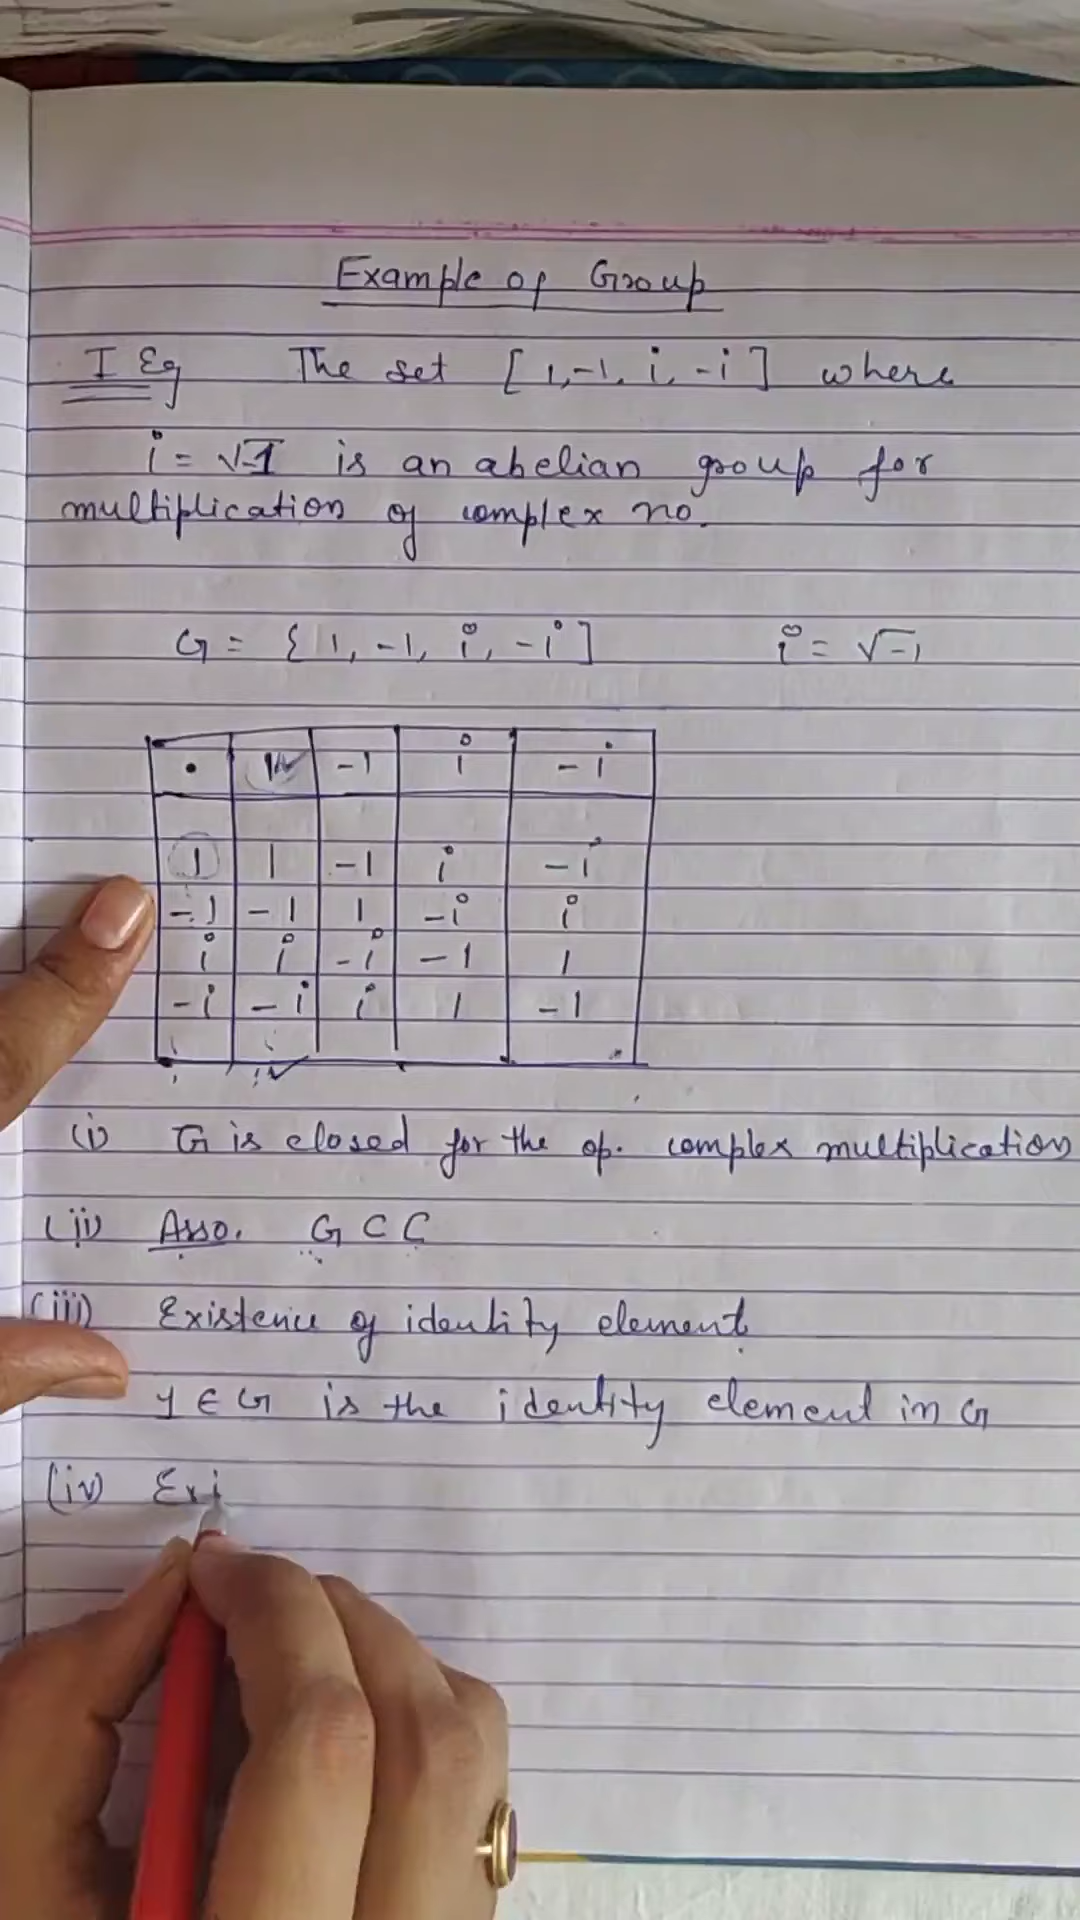 Example of Group
I Eg The set [1,-1, i, -i] where
i = √-1 is an abelian group for
multiplication of complex no.
G = {1, -1, i, -i] i = √-1
• 1 -1 i -i
1 1 -1 i -i
-1 -1 1 -i i
i i -i -1 1
-i -i i 1 -1
(i) G is closed for the op. complex multiplication
(ii) Asso. G ⊂ C
(iii) Existence of identity element.
1 ∈ G is the identity element in G
(iv) Exi